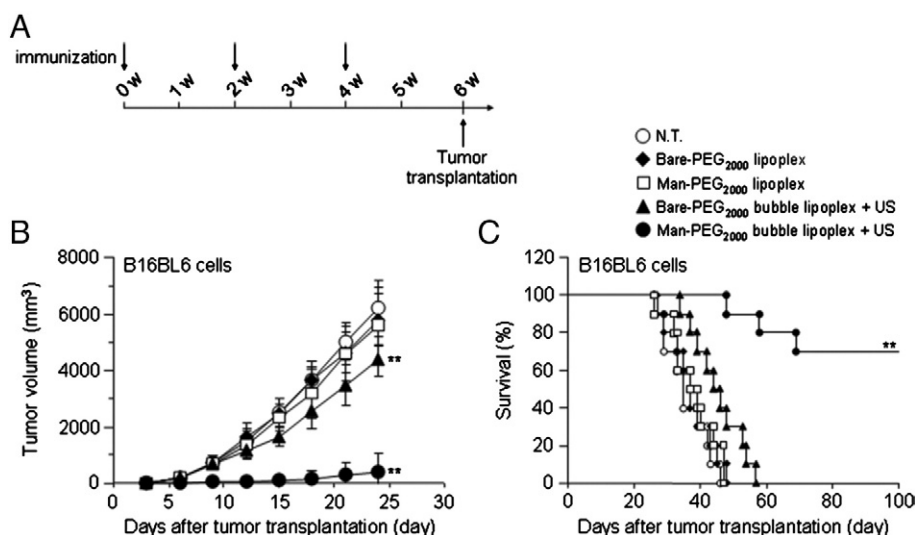 A
immunization
0 w
1 w
2 w
3 w
4 w
5 w
6 w
Tumor
transplantation
N.T.
Bare-PEG2000 lipoplex
Man-PEG2000 lipoplex
Bare-PEG2000 bubble lipoplex + US
Man-PEG2000 bubble lipoplex + US
B
B16BL6 cells
Tumor volume (mm3)
8000
6000
4000
2000
0
**
**
0 5 10 15 20 25 30
Days after tumor transplantation (day)
C
B16BL6 cells
Survival (%)
120
100
80
60
40
20
0
**
0 20 40 60 80 100
Days after tumor transplantation (day)